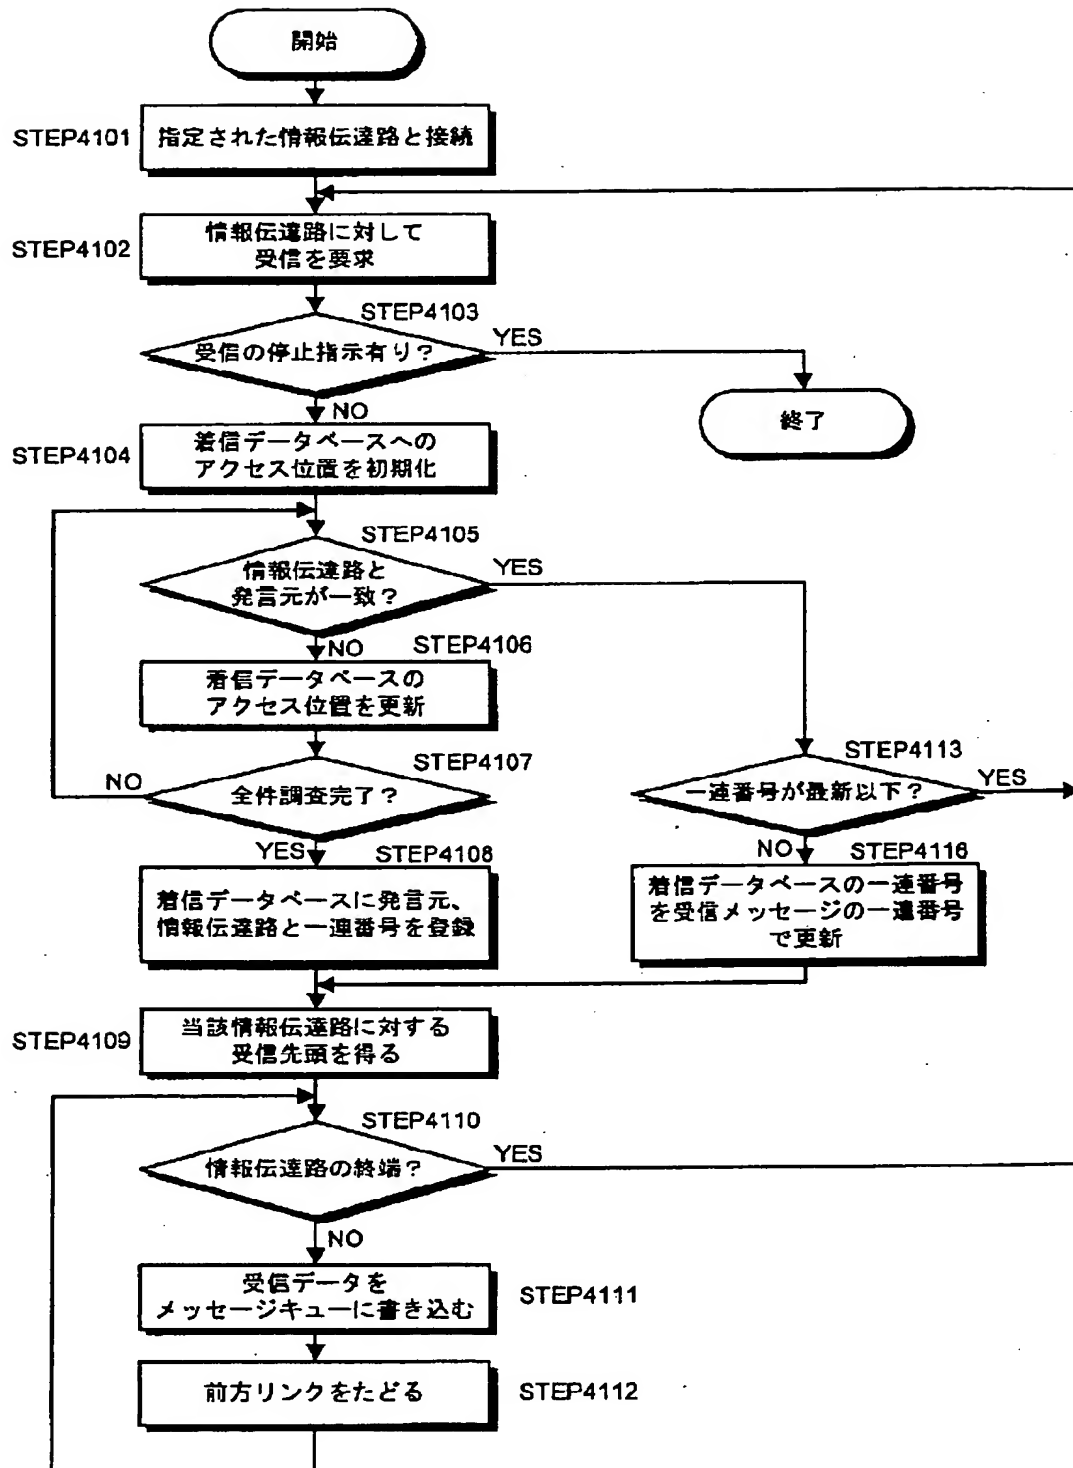 開始
STEP4101
指定された情報伝達路と接続
STEP4102
情報伝達路に対して
受信を要求
STEP4103
受信の停止指示有り?
YES
NO
終了
STEP4104
着信データベースへの
アクセス位置を初期化
STEP4105
情報伝達路と
発言元が一致?
YES
NO
STEP4106
着信データベースの
アクセス位置を更新
STEP4107
全件調査完了?
NO
YES
STEP4113
一連番号が最新以下?
YES
NO
STEP4108
着信データベースに発言元、
情報伝達路と一連番号を登録
STEP4116
着信データベースの一連番号
を受信メッセージの一連番号
で更新
STEP4109
当該情報伝達路に対する
受信先頭を得る
STEP4110
情報伝達路の終端?
YES
NO
受信データを
メッセージキューに書き込む
STEP4111
前方リンクをたどる
STEP4112